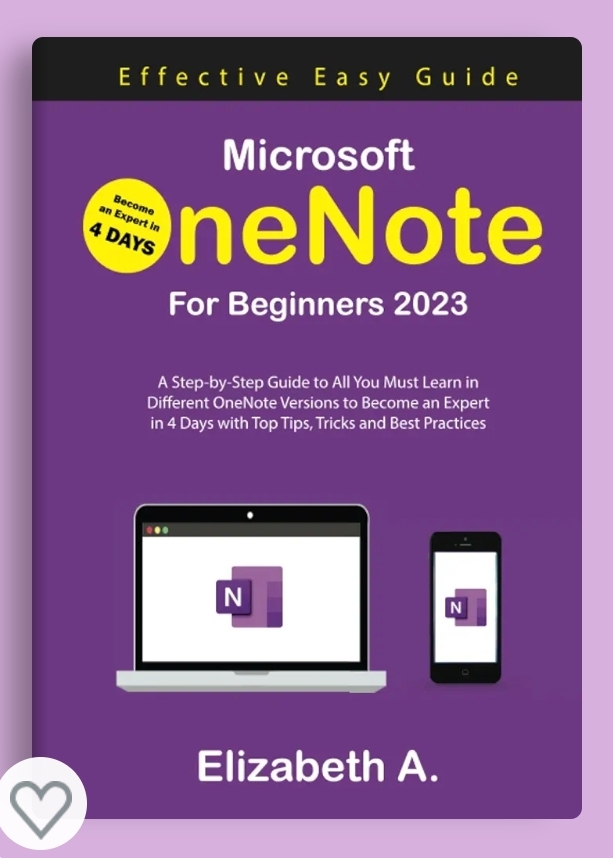 Effective Easy Guide
Microsoft
Become
an Expert in
4 DAYS
OneNote
For Beginners 2023
A Step-by-Step Guide to All You Must Learn in
Different OneNote Versions to Become an Expert
in 4 Days with Top Tips, Tricks and Best Practices
N
N
Elizabeth A.